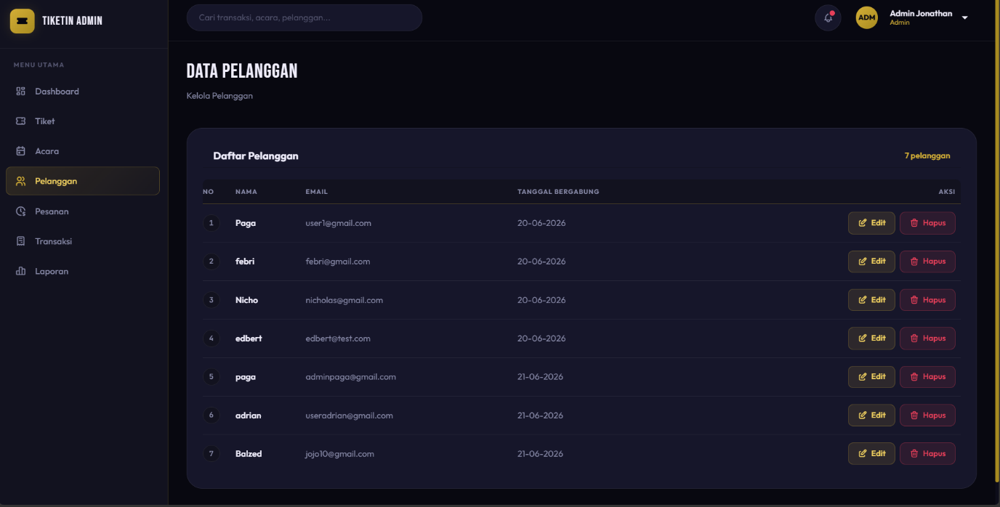 TIKETIN ADMIN
Cari transaksi, acara, pelanggan...
ADM
Admin Jonathan
Admin
MENU UTAMA
Dashboard
Tiket
Acara
Pelanggan
Pesanan
Transaksi
Laporan
DATA PELANGGAN
Kelola Pelanggan
Daftar Pelanggan
7 pelanggan
NO NAMA EMAIL TANGGAL BERGABUNG AKSI
1 Paga user1@gmail.com 20-06-2026 Edit Hapus
2 febri febri@gmail.com 20-06-2026 Edit Hapus
3 Nicho nicholas@gmail.com 20-06-2026 Edit Hapus
4 edbert edbert@test.com 20-06-2026 Edit Hapus
5 paga adminpaga@gmail.com 21-06-2026 Edit Hapus
6 adrian useradrian@gmail.com 21-06-2026 Edit Hapus
7 Balzed jojo10@gmail.com 21-06-2026 Edit Hapus